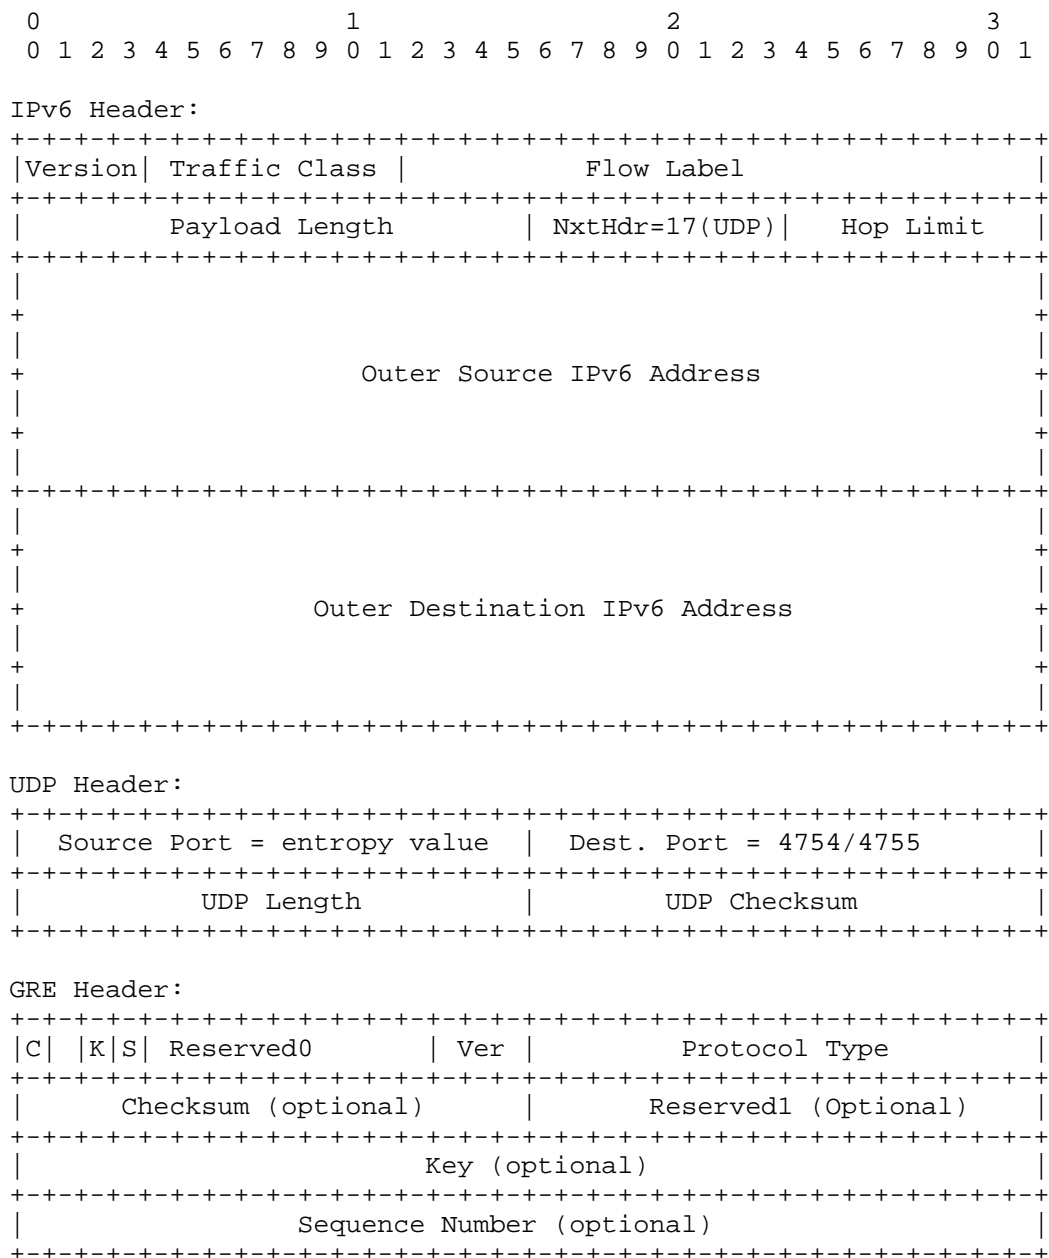 0                   1                   2                   3
 0 1 2 3 4 5 6 7 8 9 0 1 2 3 4 5 6 7 8 9 0 1 2 3 4 5 6 7 8 9 0 1

IPv6 Header:
+-+-+-+-+-+-+-+-+-+-+-+-+-+-+-+-+-+-+-+-+-+-+-+-+-+-+-+-+-+-+-+-+
|Version| Traffic Class |           Flow Label                  |
+-+-+-+-+-+-+-+-+-+-+-+-+-+-+-+-+-+-+-+-+-+-+-+-+-+-+-+-+-+-+-+-+
|         Payload Length        | NxtHdr=17(UDP)|   Hop Limit   |
+-+-+-+-+-+-+-+-+-+-+-+-+-+-+-+-+-+-+-+-+-+-+-+-+-+-+-+-+-+-+-+-+
|                                                               |
+                                                               +
|                                                               |
+                     Outer Source IPv6 Address                 +
|                                                               |
+                                                               +
|                                                               |
+-+-+-+-+-+-+-+-+-+-+-+-+-+-+-+-+-+-+-+-+-+-+-+-+-+-+-+-+-+-+-+-+
|                                                               |
+                                                               +
|                                                               |
+                  Outer Destination IPv6 Address               +
|                                                               |
+                                                               +
|                                                               |
+-+-+-+-+-+-+-+-+-+-+-+-+-+-+-+-+-+-+-+-+-+-+-+-+-+-+-+-+-+-+-+-+

UDP Header:
+-+-+-+-+-+-+-+-+-+-+-+-+-+-+-+-+-+-+-+-+-+-+-+-+-+-+-+-+-+-+-+-+
|  Source Port = entropy value  |  Dest. Port = 4754/4755       |
+-+-+-+-+-+-+-+-+-+-+-+-+-+-+-+-+-+-+-+-+-+-+-+-+-+-+-+-+-+-+-+-+
|           UDP Length          |        UDP Checksum           |
+-+-+-+-+-+-+-+-+-+-+-+-+-+-+-+-+-+-+-+-+-+-+-+-+-+-+-+-+-+-+-+-+

GRE Header:
+-+-+-+-+-+-+-+-+-+-+-+-+-+-+-+-+-+-+-+-+-+-+-+-+-+-+-+-+-+-+-+-+
|C| |K|S| Reserved0       | Ver |         Protocol Type         |
+-+-+-+-+-+-+-+-+-+-+-+-+-+-+-+-+-+-+-+-+-+-+-+-+-+-+-+-+-+-+-+-+
|      Checksum (optional)      |       Reserved1 (Optional)    |
+-+-+-+-+-+-+-+-+-+-+-+-+-+-+-+-+-+-+-+-+-+-+-+-+-+-+-+-+-+-+-+-+
|                         Key (optional)                        |
+-+-+-+-+-+-+-+-+-+-+-+-+-+-+-+-+-+-+-+-+-+-+-+-+-+-+-+-+-+-+-+-+
|                 Sequence Number (optional)                    |
+-+-+-+-+-+-+-+-+-+-+-+-+-+-+-+-+-+-+-+-+-+-+-+-+-+-+-+-+-+-+-+-+